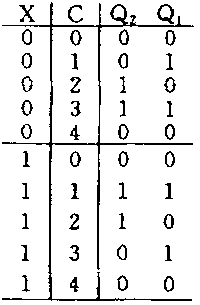 X C Q₂ Q₁
0 0 0 0
0 1 0 1
0 2 1 0
0 3 1 1
0 4 0 0
1 0 0 0
1 1 1 1
1 2 1 0
1 3 0 1
1 4 0 0